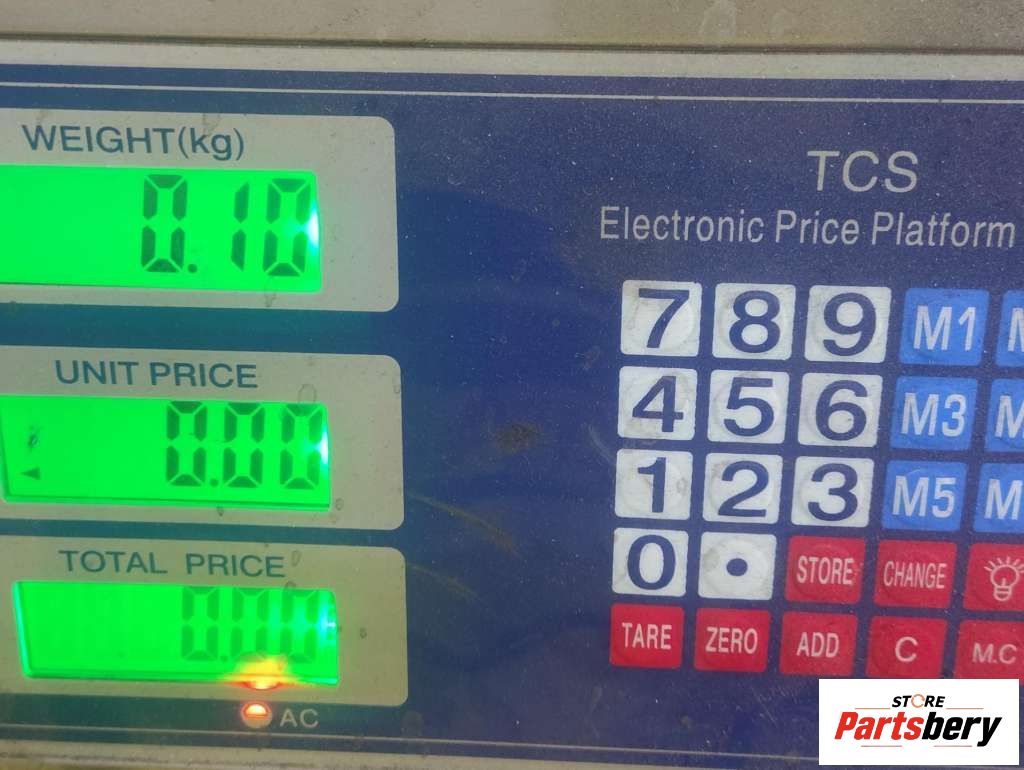 WEIGHT(kg)
0.10
UNIT PRICE
0.00
TOTAL PRICE
0.00
AC
TCS
Electronic Price Platform
7 8 9 M1 M
4 5 6 M3 M
1 2 3 M5 M
0 . STORE CHANGE
TARE ZERO ADD C M.C
STORE
Partsbery